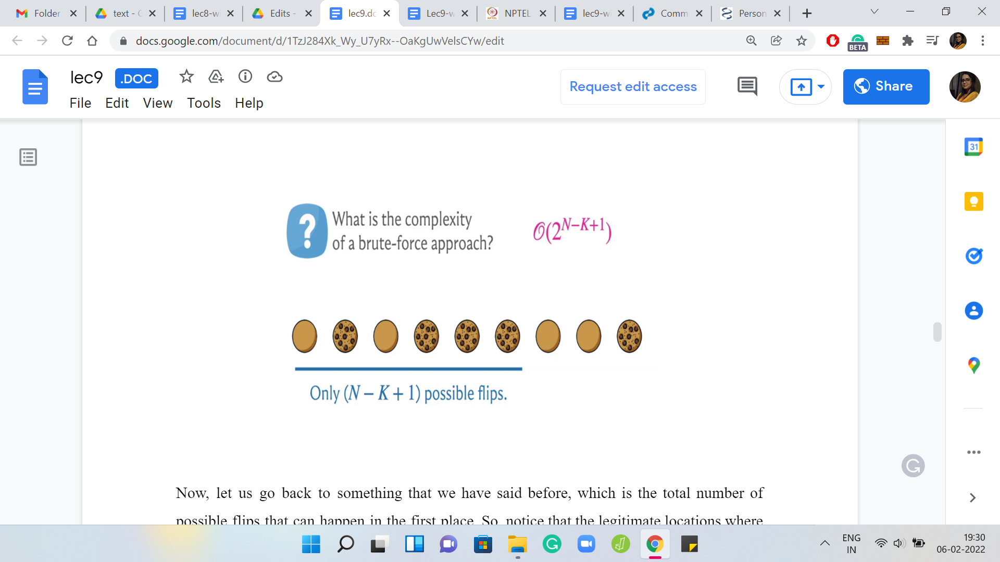 Folder
text - G
lec8-w
Edits -
lec9.dc
Lec9-w
NPTEL
lec9-w
Comm
Person
docs.google.com/document/d/1TzJ284Xk_Wy_U7yRx--OaKgUwVelsCYw/edit
BETA
lec9 .DOC
Request edit access
Share
File Edit View Tools Help
31
What is the complexity
of a brute-force approach?
O(2^{N−K+1})
Only (N − K + 1) possible flips.
Now, let us go back to something that we have said before, which is the total number of
possible flips that can happen in the first place. So, notice that the legitimate locations where
ENG
IN
19:30
06-02-2022